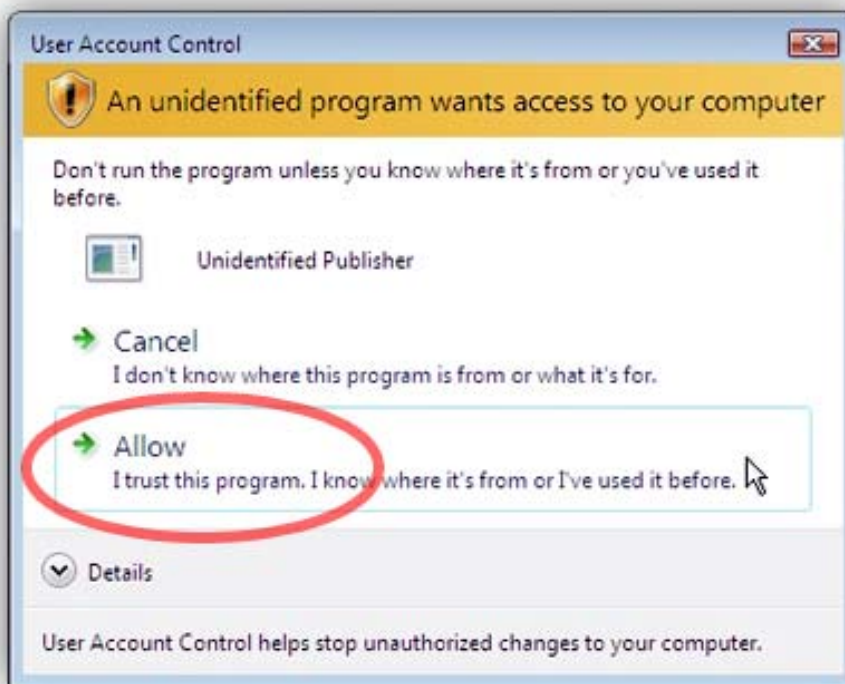 User Account Control
An unidentified program wants access to your computer
Don't run the program unless you know where it's from or you've used it
before.
Unidentified Publisher
Cancel
I don't know where this program is from or what it's for.
Allow
I trust this program. I know where it's from or I've used it before.
Details
User Account Control helps stop unauthorized changes to your computer.